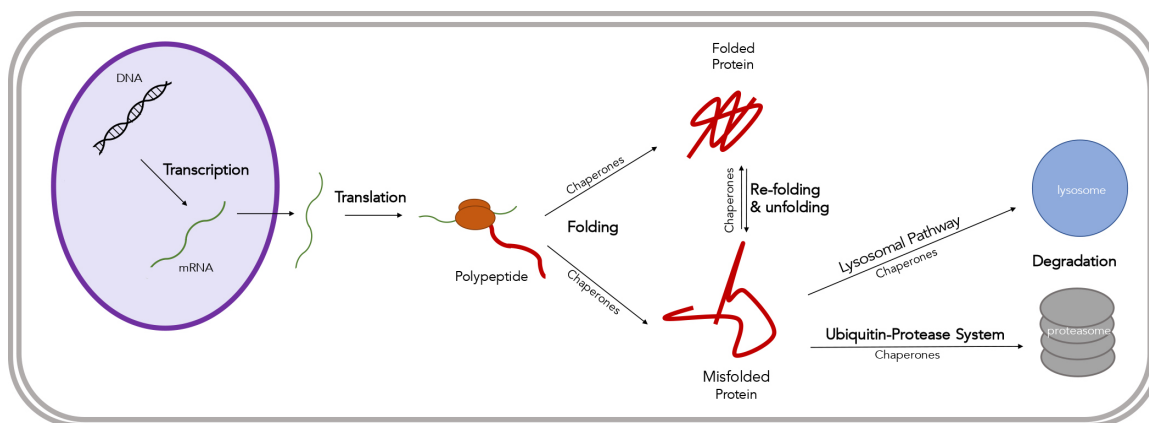 DNA
Transcription
mRNA
Translation
Polypeptide
Chaperones
Folding
Chaperones
Folded
Protein
Chaperones
Re-folding
& unfolding
Misfolded
Protein
Lysosomal Pathway
Chaperones
Ubiquitin-Protease System
Chaperones
lysosome
Degradation
proteasome